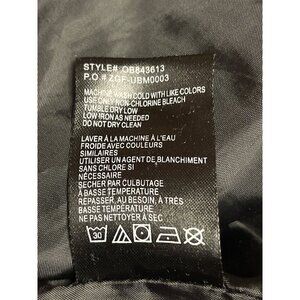 STYLE# OB843613
P.O # ZGF-UBM0003
MACHINE WASH COLD WITH LIKE COLORS
USE ONLY NON-CHLORINE BLEACH
TUMBLE DRY LOW
LOW IRON AS NEEDED
DO NOT DRY CLEAN
LAVER À LA MACHINE A L'EAU
FROIDE AVEC COULEURS
SIMILAIRES
UTILISER UN AGENT DE BLANCHIMENT
SANS CHLORE SI
NÉCESSAIRE
SECHER PAR CULBUTAGE
À BASSE TEMPÉRATURE
REPASSER, AU BESOIN, À
BASSE TEMPÉRATURE
NE PAS NETTOYER À SEC
30